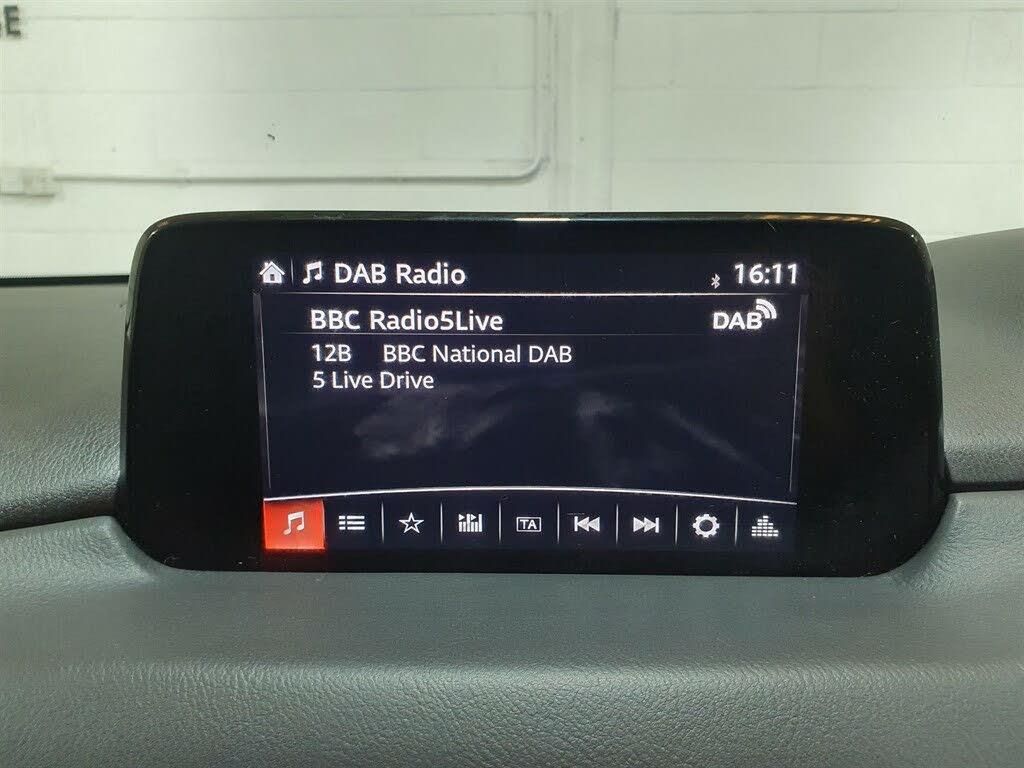 DAB Radio 16:11
BBC Radio5Live DAB
12B BBC National DAB
5 Live Drive
TA